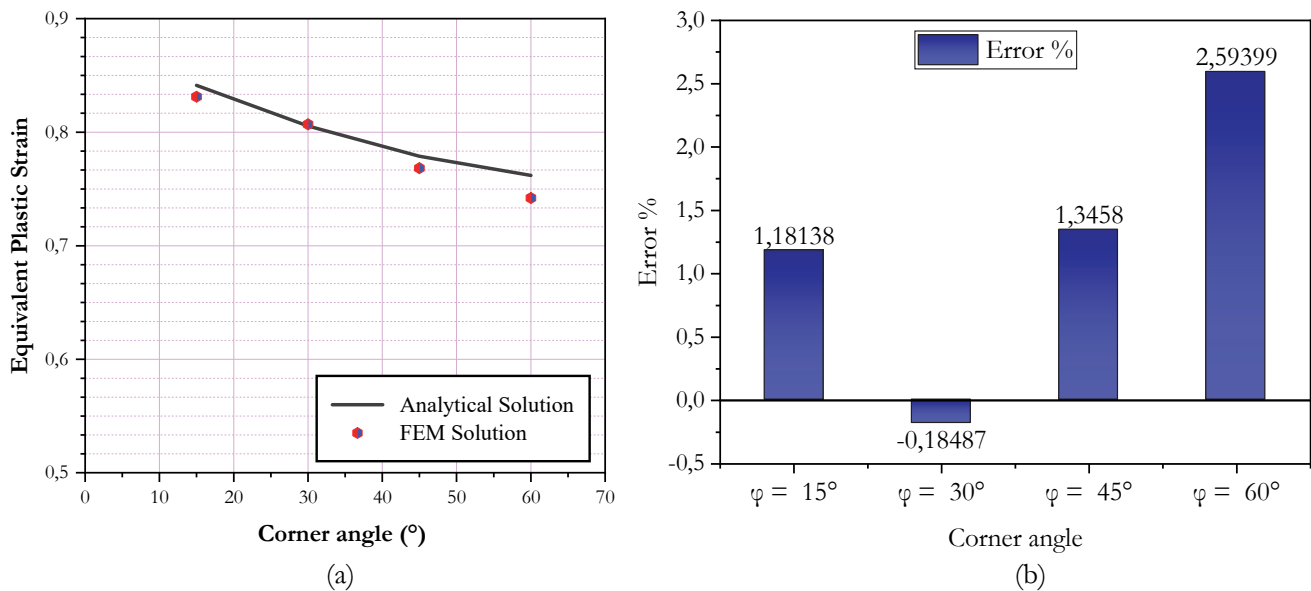 0,9
0,8
0,7
0,6
0,5
Equivalent Plastic Strain
Analytical Solution
FEM Solution
0 10 20 30 40 50 60 70
Corner angle (°)
(a)
3,0
2,5
2,0
1,5
1,0
0,5
0,0
-0,5
Error %
Error %
1,18138
-0,18487
1,3458
2,59399
φ = 15° φ = 30° φ = 45° φ = 60°
Corner angle
(b)